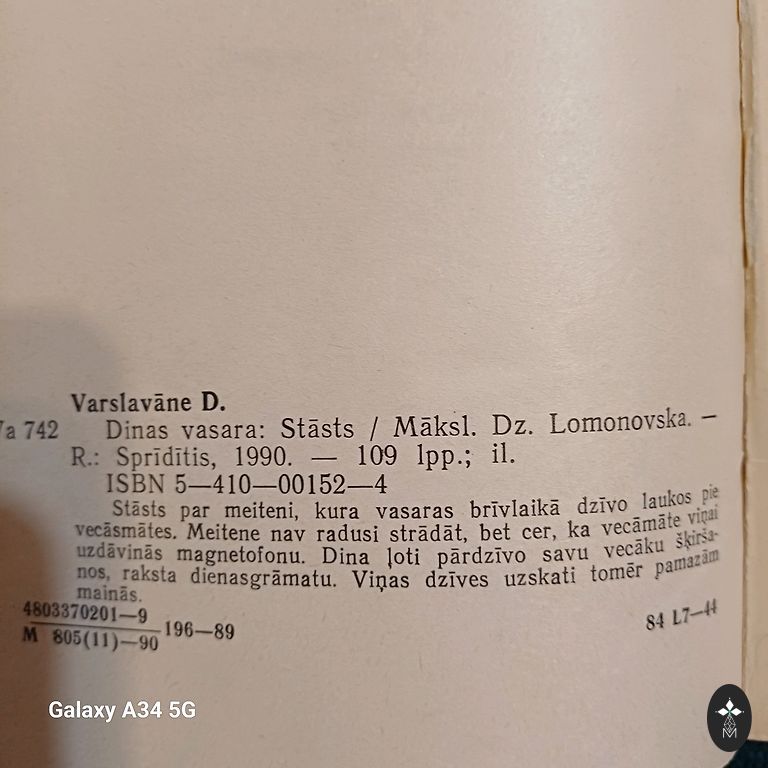 Varslavāne D.
Va 742 Dinas vasara: Stāsts / Māksl. Dz. Lomonovska. —
R.: Sprīdītis, 1990. — 109 lpp.; il.
ISBN 5—410—00152—4
Stāsts par meiteni, kura vasaras brīvlaikā dzīvo laukos pie
vecāsmātes. Meitene nav radusi strādāt, bet cer, ka vecāmāte viņai
uzdāvinās magnetofonu. Dina ļoti pārdzīvo savu vecāku šķirša-
nos, raksta dienasgrāmatu. Viņas dzīves uzskati tomēr pamazām
mainās.
4803370201—9
M 805(11)—90
196—89
84 L7—44
Galaxy A34 5G
M